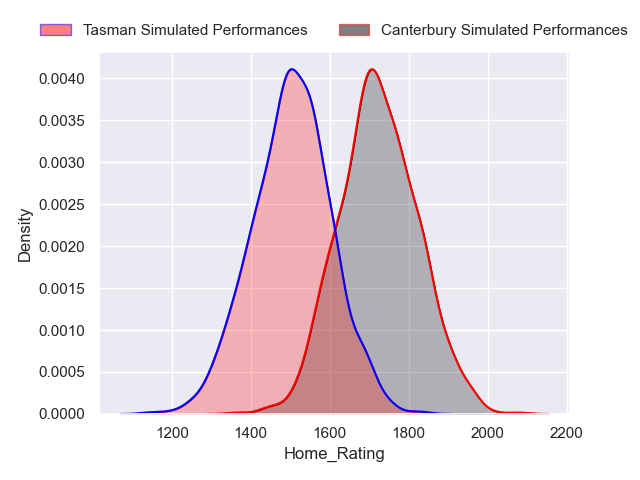 Tasman Simulated Performances
Canterbury Simulated Performances
0.0040
0.0035
0.0030
0.0025
0.0020
0.0015
0.0010
0.0005
0.0000
Density
1200 1400 1600 1800 2000 2200
Home_Rating